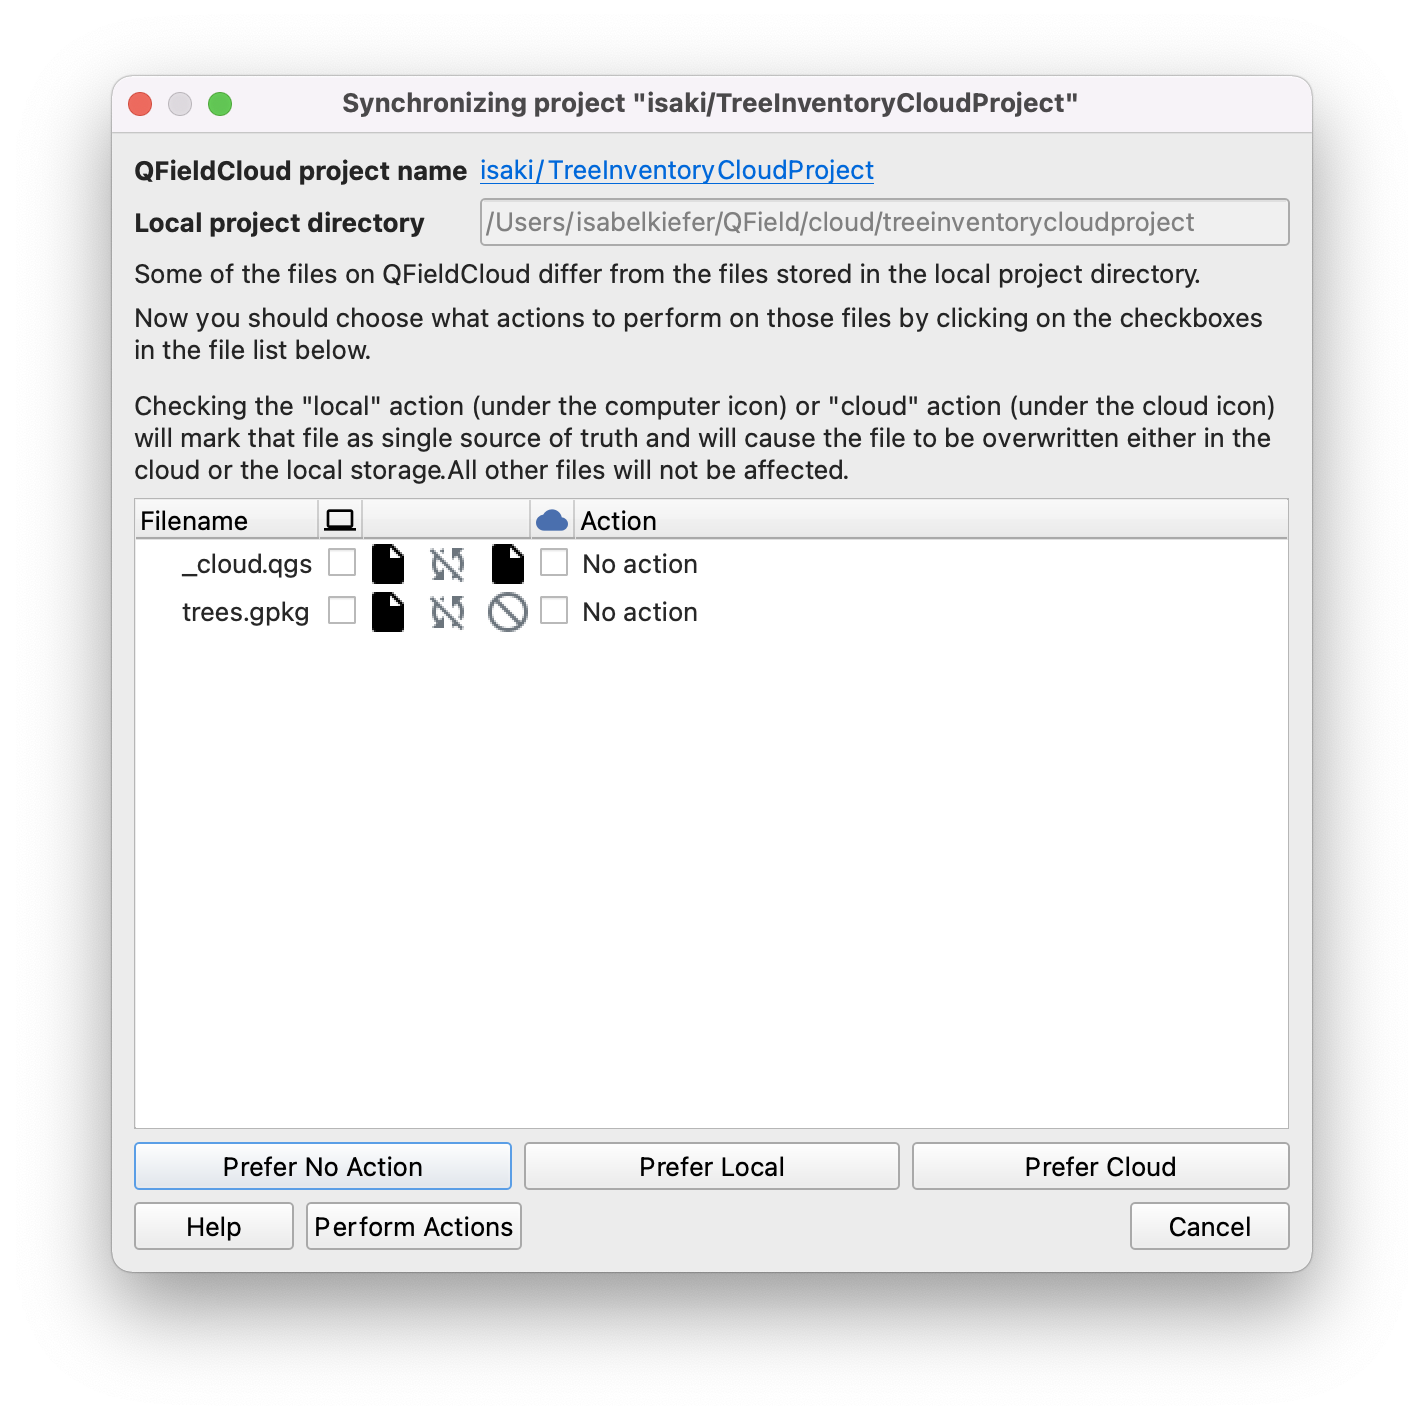 Synchronizing project "isaki/TreeInventoryCloudProject"
QFieldCloud project name isaki/TreeInventoryCloudProject
Local project directory /Users/isabelkiefer/QField/cloud/treeinventorycloudproject
Some of the files on QFieldCloud differ from the files stored in the local project directory.
Now you should choose what actions to perform on those files by clicking on the checkboxes
in the file list below.
Checking the "local" action (under the computer icon) or "cloud" action (under the cloud icon)
will mark that file as single source of truth and will cause the file to be overwritten either in the
cloud or the local storage.All other files will not be affected.
Filename Action
_cloud.qgs No action
trees.gpkg No action
Prefer No Action Prefer Local Prefer Cloud
Help Perform Actions Cancel